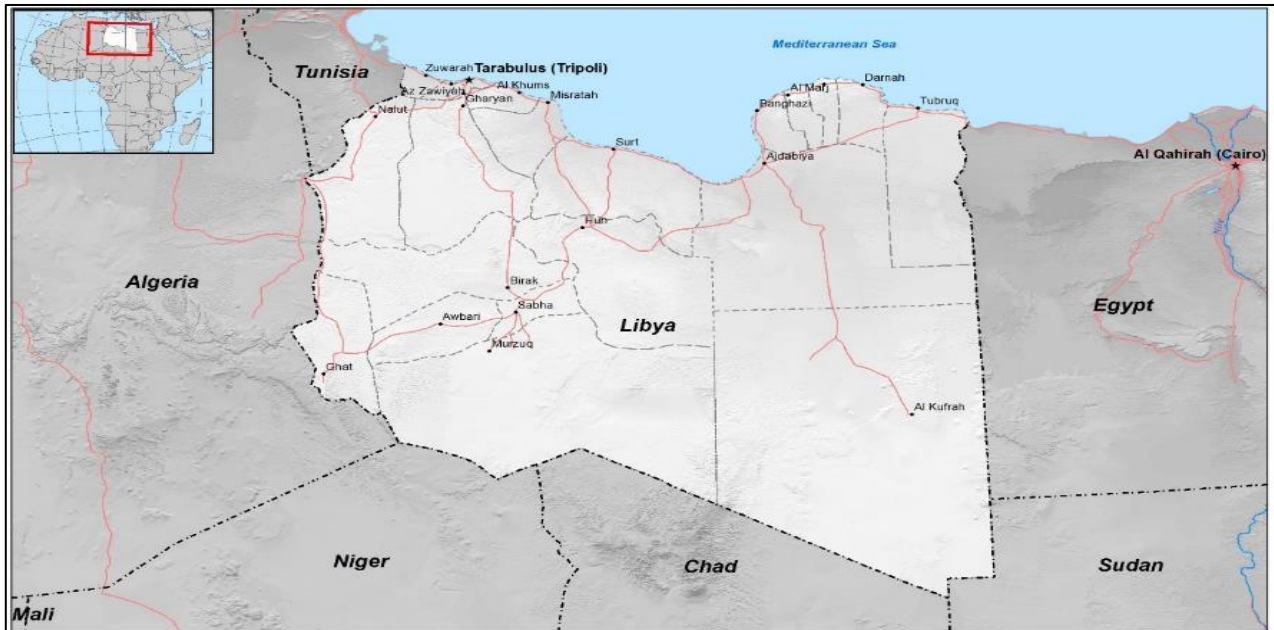 Mediterranean Sea
Tunisia
Zuwarah
Tarabulus (Tripoli)
Az Zawiyah
Al Khums
Gharyan
Misratah
Nalut
Surt
Al Marj
Darnah
Banghazi
Tubruq
Ajdabiya
Al Qahirah (Cairo)
Nile
Hun
Algeria
Birak
Sabha
Awbari
Murzuq
Libya
Egypt
Ghat
Al Kufrah
Niger
Chad
Sudan
Mali